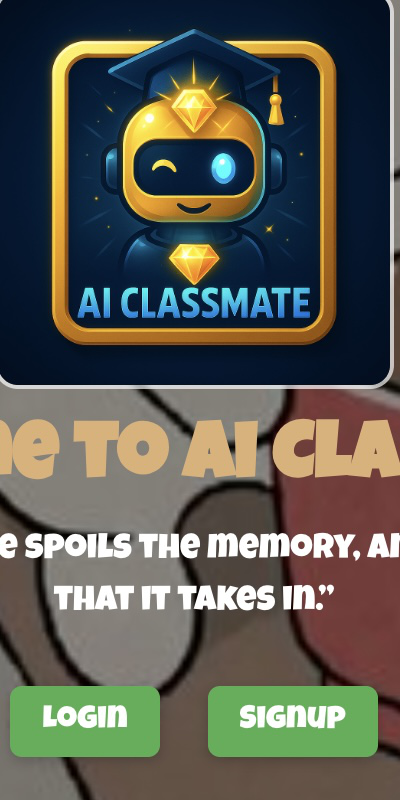 AI CLASSMATE
e TO AI CLA
e SPOILS THE MEMORY, AN
THAT IT TAKES IN.”
LOGIN
SIGNUP